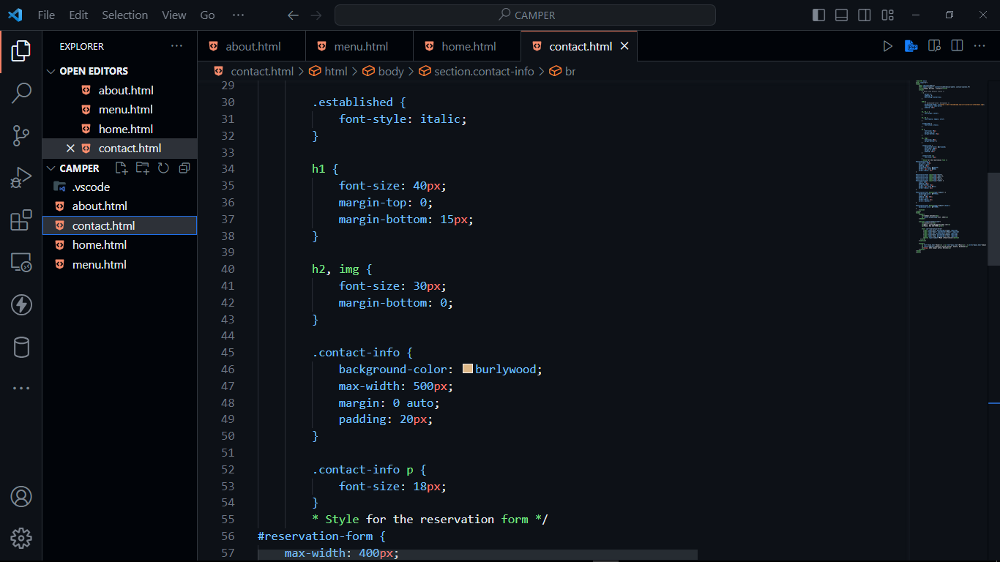 File Edit Selection View Go ··· CAMPER
EXPLORER ···
OPEN EDITORS
about.html
menu.html
home.html
contact.html
CAMPER
.vscode
about.html
contact.html
home.html
menu.html
about.html menu.html home.html contact.html
contact.html > html > body > section.contact-info > br
29
30 .established {
31 font-style: italic;
32 }
33
34 h1 {
35 font-size: 40px;
36 margin-top: 0;
37 margin-bottom: 15px;
38 }
39
40 h2, img {
41 font-size: 30px;
42 margin-bottom: 0;
43 }
44
45 .contact-info {
46 background-color: burlywood;
47 max-width: 500px;
48 margin: 0 auto;
49 padding: 20px;
50 }
51
52 .contact-info p {
53 font-size: 18px;
54 }
55 * Style for the reservation form */
56 #reservation-form {
57 max-width: 400px;